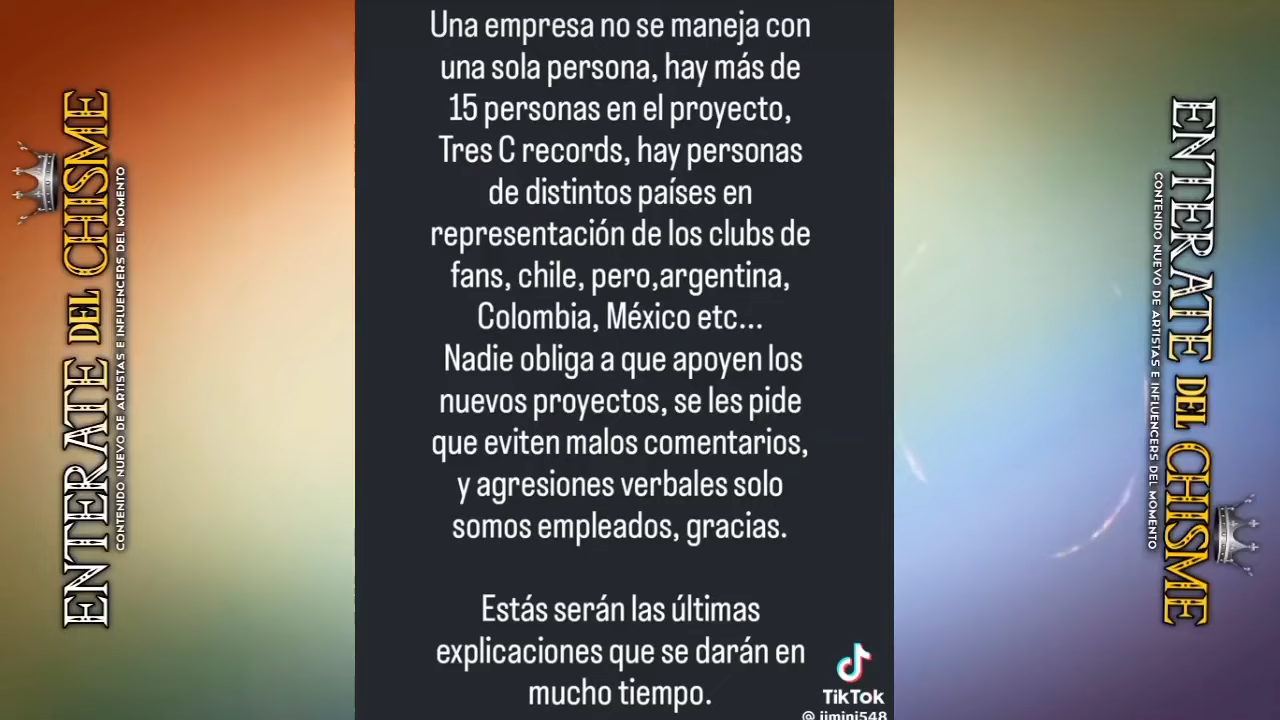 Una empresa no se maneja con
una sola persona, hay más de
15 personas en el proyecto,
Tres C records, hay personas
de distintos países en
representación de los clubs de
fans, chile, pero,argentina,
Colombia, México etc...
Nadie obliga a que apoyen los
nuevos proyectos, se les pide
que eviten malos comentarios,
y agresiones verbales solo
somos empleados, gracias.
Estás serán las últimas
explicaciones que se darán en
mucho tiempo.
ENTERATE DEL CHISME
CONTENIDO NUEVO DE ARTISTAS E INFLUENCERS DEL MOMENTO
ENTERATE DEL CHISME
CONTENIDO NUEVO DE ARTISTAS E INFLUENCERS DEL MOMENTO
TikTok
@ jimini548